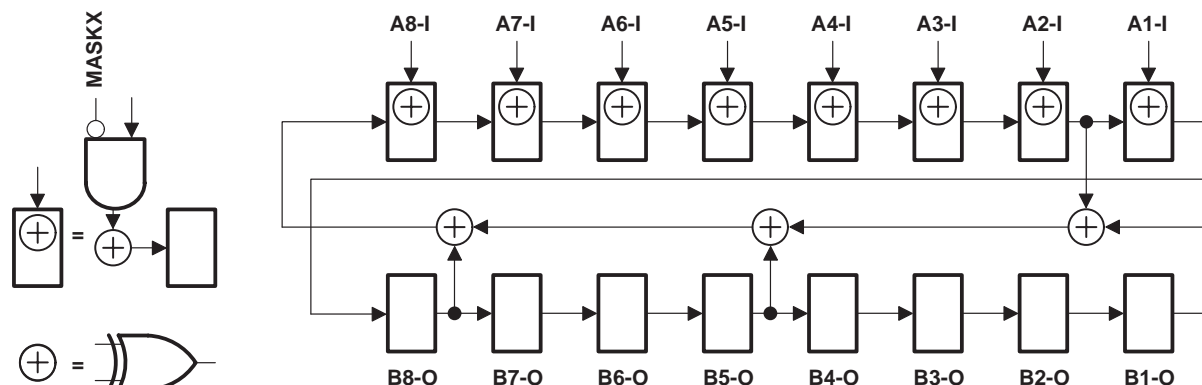 MASKX
A8-I A7-I A6-I A5-I A4-I A3-I A2-I A1-I
=
=
B8-O B7-O B6-O B5-O B4-O B3-O B2-O B1-O